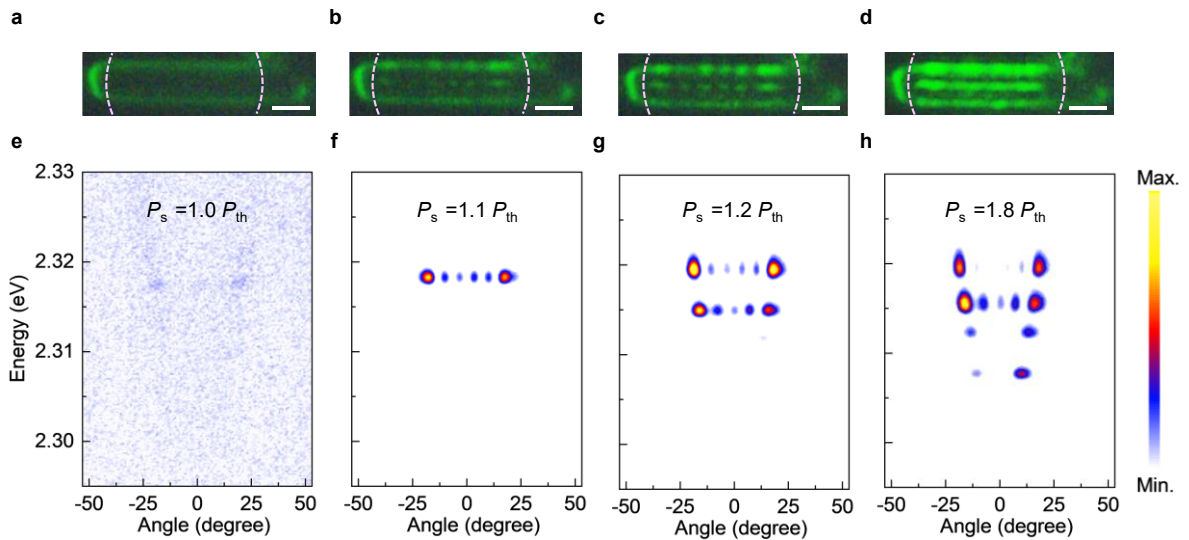 a
b
c
d
e
f
g
h
2.33
2.32
2.31
2.30
Energy (eV)
Ps =1.0 Pth
Ps =1.1 Pth
Ps =1.2 Pth
Ps =1.8 Pth
Max.
Min.
-50 -25 0 25 50
-50 -25 0 25 50
-50 -25 0 25 50
-50 -25 0 25 50
Angle (degree)
Angle (degree)
Angle (degree)
Angle (degree)